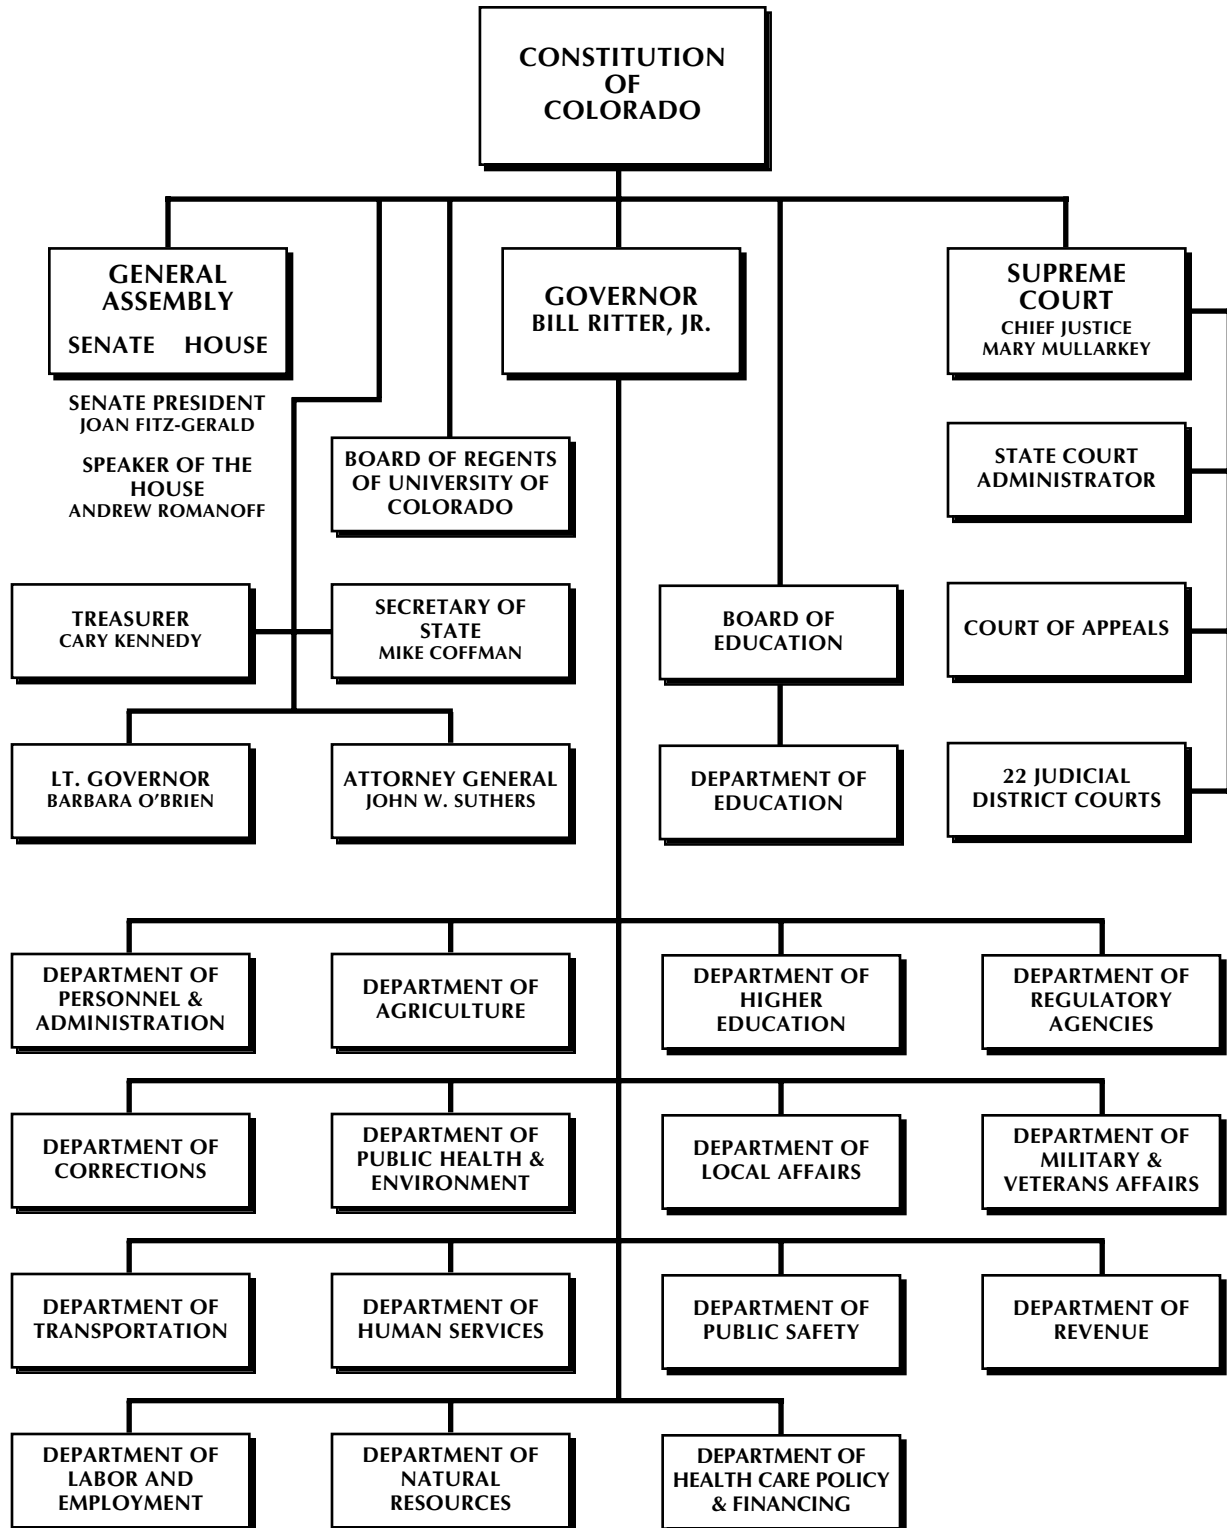 CONSTITUTION
OF
COLORADO
GENERAL
ASSEMBLY
SENATE HOUSE
SENATE PRESIDENT
JOAN FITZ-GERALD
SPEAKER OF THE
HOUSE
ANDREW ROMANOFF
GOVERNOR
BILL RITTER, JR.
SUPREME
COURT
CHIEF JUSTICE
MARY MULLARKEY
BOARD OF REGENTS
OF UNIVERSITY OF
COLORADO
STATE COURT
ADMINISTRATOR
TREASURER
CARY KENNEDY
SECRETARY OF
STATE
MIKE COFFMAN
BOARD OF
EDUCATION
COURT OF APPEALS
LT. GOVERNOR
BARBARA O’BRIEN
ATTORNEY GENERAL
JOHN W. SUTHERS
DEPARTMENT OF
EDUCATION
22 JUDICIAL
DISTRICT COURTS
DEPARTMENT OF
PERSONNEL &
ADMINISTRATION
DEPARTMENT OF
AGRICULTURE
DEPARTMENT OF
HIGHER
EDUCATION
DEPARTMENT OF
REGULATORY
AGENCIES
DEPARTMENT OF
CORRECTIONS
DEPARTMENT OF
PUBLIC HEALTH &
ENVIRONMENT
DEPARTMENT OF
LOCAL AFFAIRS
DEPARTMENT OF
MILITARY &
VETERANS AFFAIRS
DEPARTMENT OF
TRANSPORTATION
DEPARTMENT OF
HUMAN SERVICES
DEPARTMENT OF
PUBLIC SAFETY
DEPARTMENT OF
REVENUE
DEPARTMENT OF
LABOR AND
EMPLOYMENT
DEPARTMENT OF
NATURAL
RESOURCES
DEPARTMENT OF
HEALTH CARE POLICY
& FINANCING